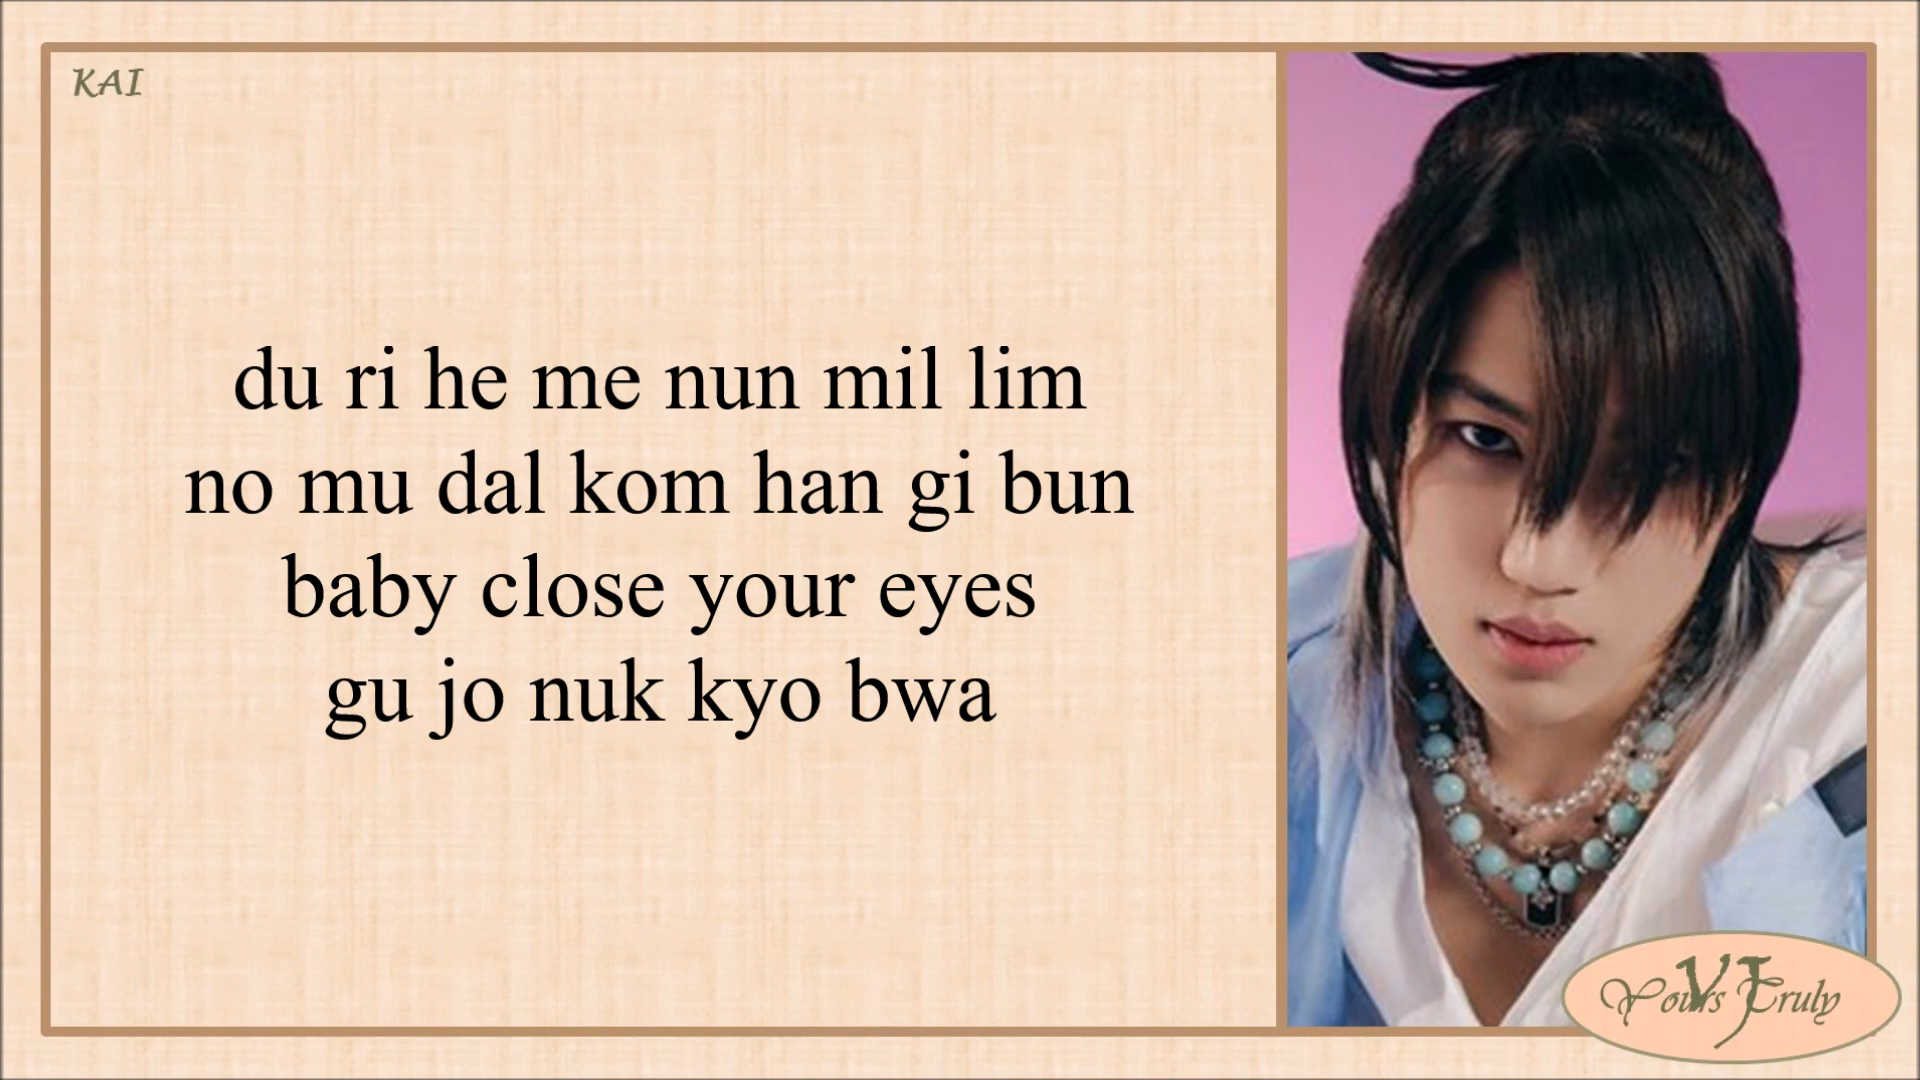 KAI
du ri he me nun mil lim
no mu dal kom han gi bun
baby close your eyes
gu jo nuk kyo bwa
VJ
Yours Truly